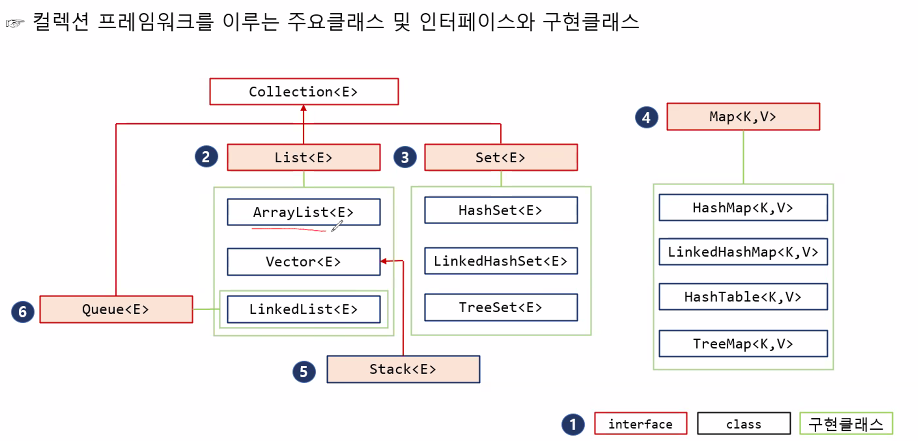 ☞ 컬렉션 프레임워크를 이루는 주요클래스 및 인터페이스와 구현클래스
Collection<E>
4 Map<K,V>
2 List<E>
3 Set<E>
ArrayList<E>
HashSet<E>
HashMap<K,V>
Vector<E>
LinkedHashSet<E>
LinkedHashMap<K,V>
6 Queue<E>
LinkedList<E>
TreeSet<E>
HashTable<K,V>
TreeMap<K,V>
5 Stack<E>
1 interface class 구현클래스